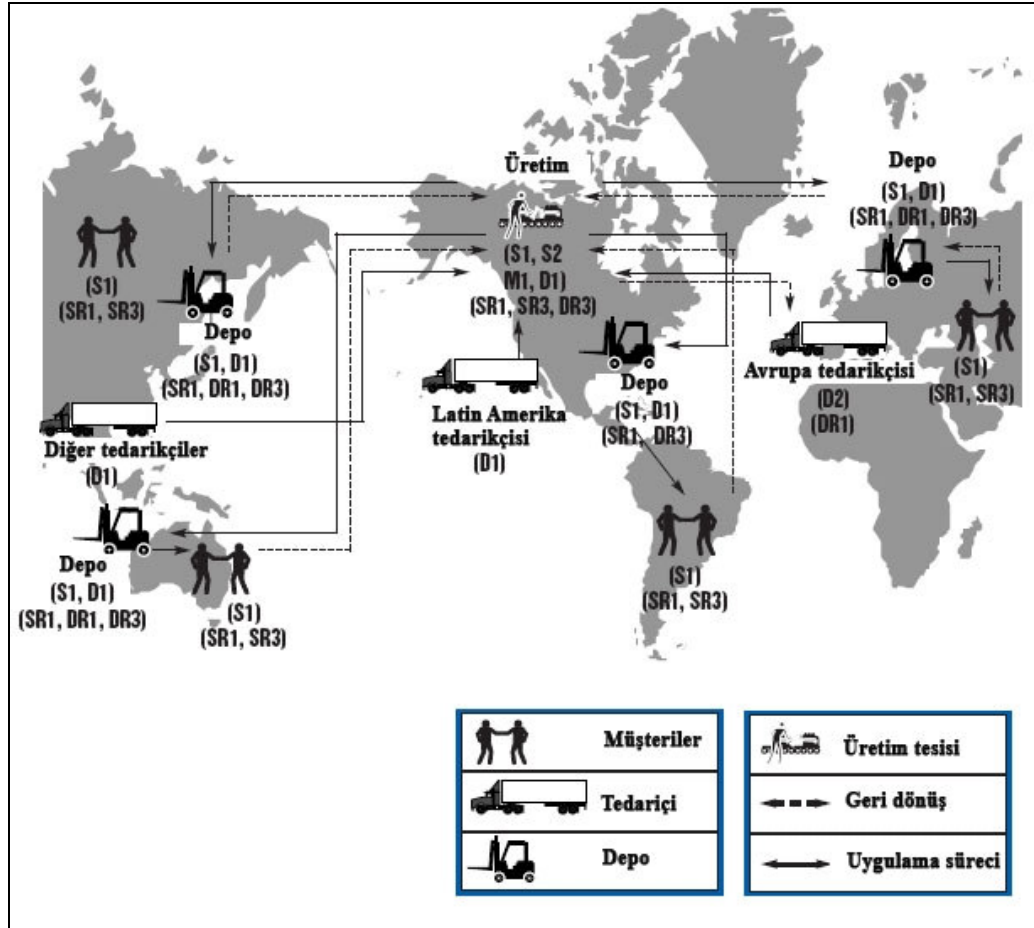 Üretim
(S1, S2
M1, D1)
(SR1, SR3, DR3)
Depo
(S1, D1)
(SR1, DR1, DR3)
(S1)
(SR1, SR3)
Depo
(S1, D1)
(SR1, DR1, DR3)
(S1)
(SR1, SR3)
Avrupa tedarikçisi
(D2)
(DR1)
Depo
(S1, D1)
(SR1, DR3)
Latin Amerika
tedarikçisi
(D1)
Diğer tedarikçiler
(D1)
Depo
(S1, D1)
(SR1, DR1, DR3)
(S1)
(SR1, SR3)
(S1)
(SR1, SR3)
Müşteriler
Tedariçi
Depo
Üretim tesisi
Geri dönüş
Uygulama süreci